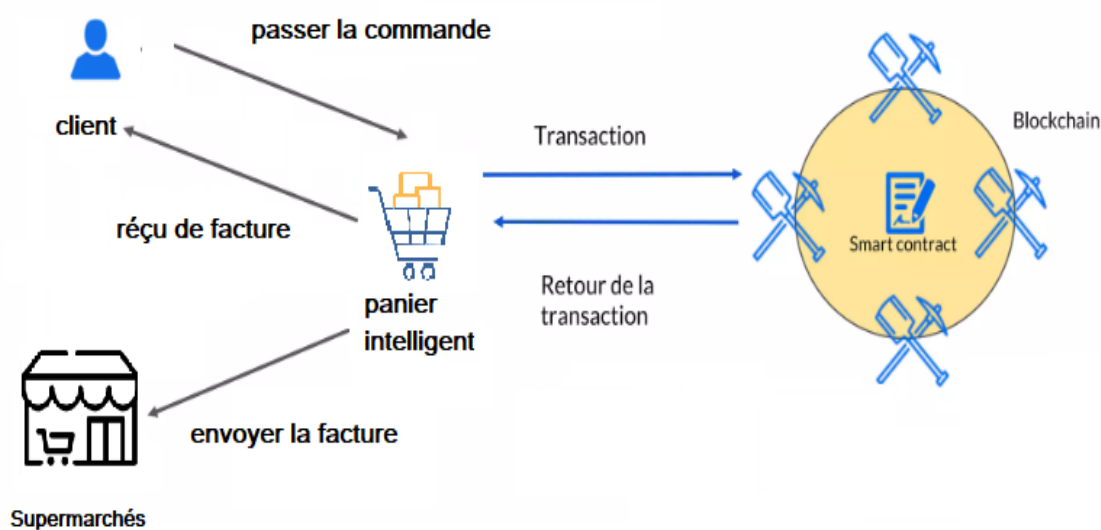 passer la commande
client
Transaction
Blockchain
réçu de facture
Smart contract
Retour de la
transaction
panier
intelligent
envoyer la facture
Supermarchés